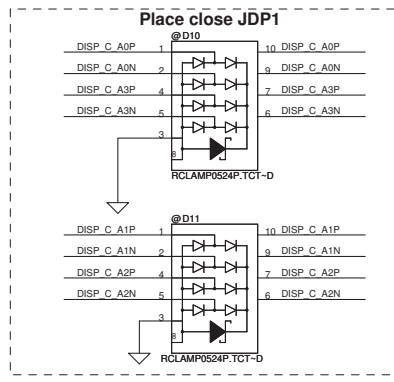 Place close JDP1
@D10
DISP_C_A0P 1 10 DISP_C_A0P
DISP_C_A0N 2 9 DISP_C_A0N
DISP_C_A3P 4 7 DISP_C_A3P
DISP_C_A3N 5 6 DISP_C_A3N
3
8
RCLAMP0524P.TCT~D
@D11
DISP_C_A1P 1 10 DISP_C_A1P
DISP_C_A1N 2 9 DISP_C_A1N
DISP_C_A2P 4 7 DISP_C_A2P
DISP_C_A2N 5 6 DISP_C_A2N
3
8
RCLAMP0524P.TCT~D